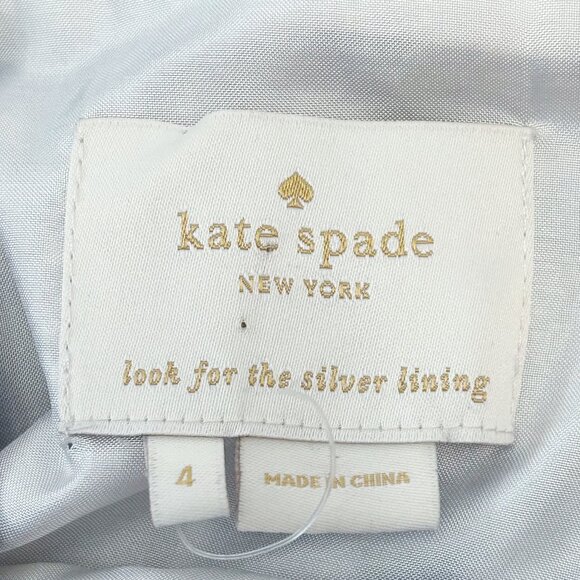 kate spade
NEW YORK
look for the silver lining
4
MADE IN CHINA